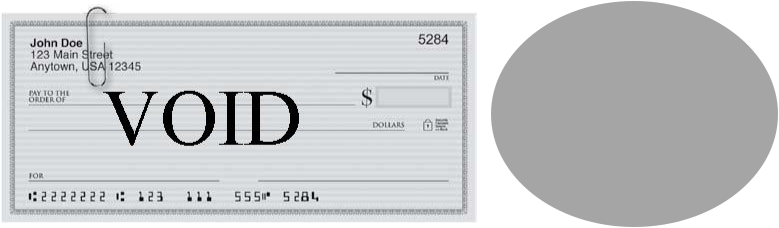 John Doe
123 Main Street
Anytown, USA 12345
5284
DATE
PAY TO THE
ORDER OF
$
VOID
DOLLARS
FOR
⑆2222222⑆ 123 111 555⑈ 5284